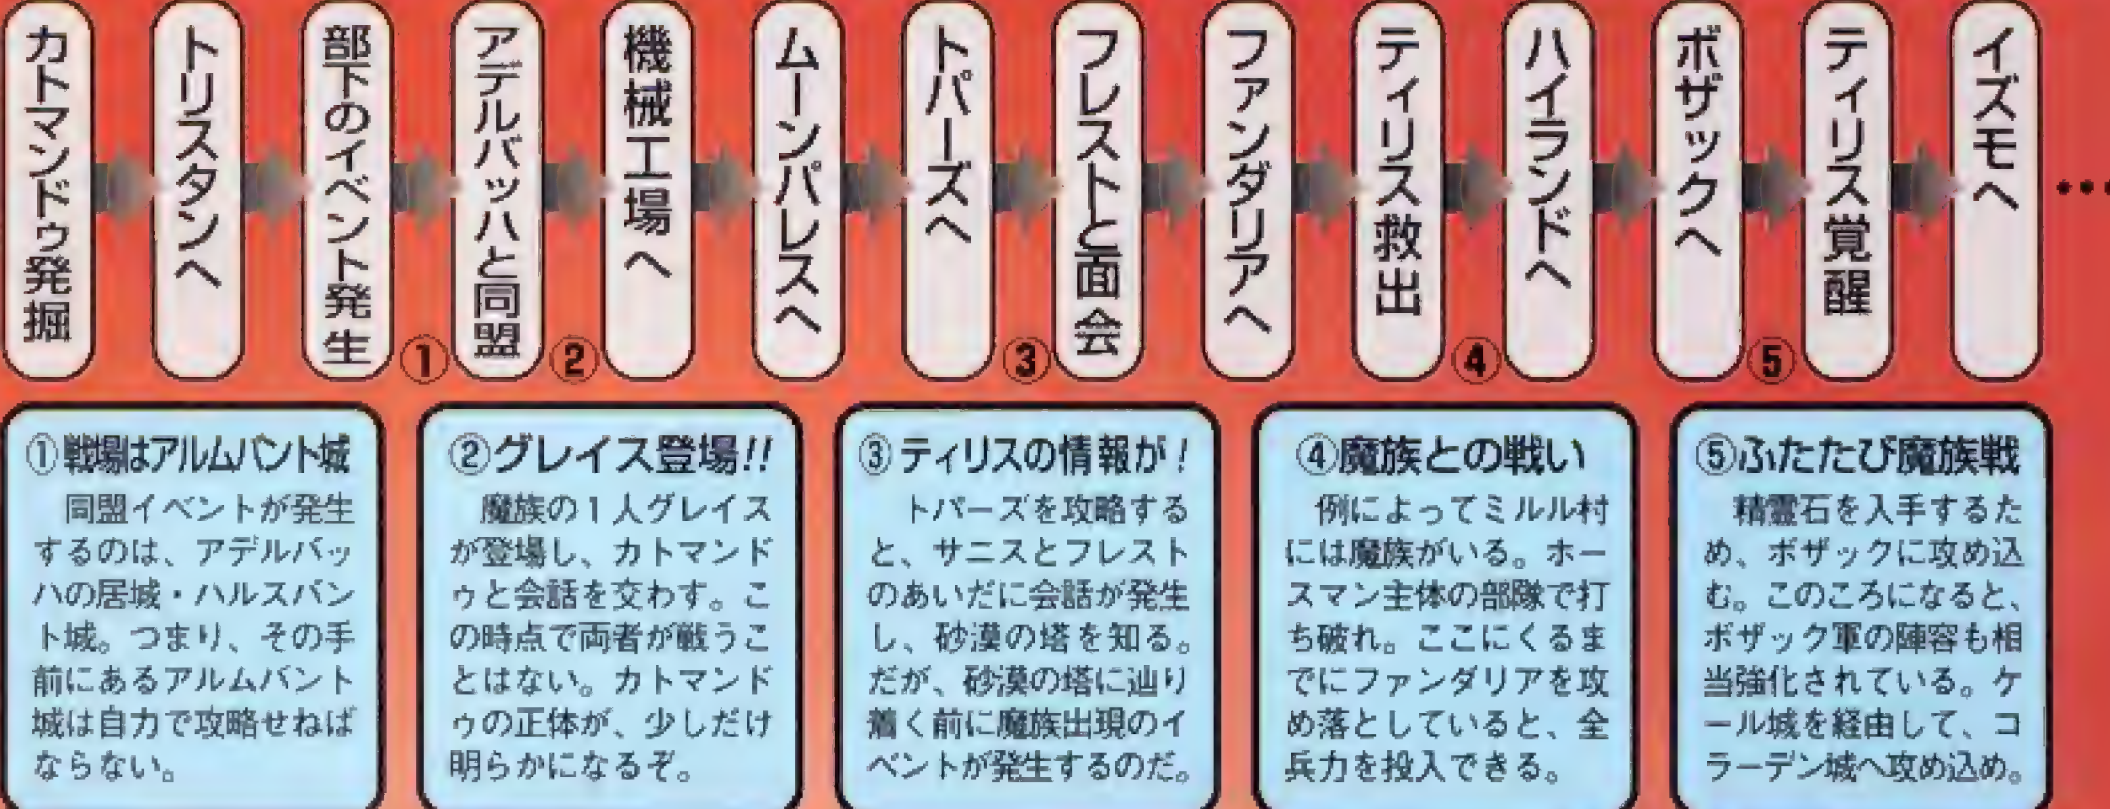 カトマンドゥ発掘
トリスタンへ
部下のイベント発生
①
アデルバッハと同盟
②
機械工場へ
ムーンパレスへ
トパーズへ
③
フレストと面会
ファンダリアへ
ティリス救出
④
ハイランドへ
ボザックへ
⑤
ティリス覚醒
イズモへ
…
①戦場はアルムバント城
同盟イベントが発生
するのは、アデルバッ
ハの居城・ハルスバン
ト城。つまり、その手
前にあるアルムバント
城は自力で攻略せねば
ならない。
②グレイス登場!!
魔族の1人グレイス
が登場し、カトマンド
ゥと会話を交わす。こ
の時点で両者が戦うこ
とはない。カトマンド
ゥの正体が、少しだけ
明らかになるぞ。
③ティリスの情報が!
トパーズを攻略する
と、サニスとフレスト
のあいだに会話が発生
し、砂漠の塔を知る。
だが、砂漠の塔に辿り
着く前に魔族出現のイ
ベントが発生するのだ。
④魔族との戦い
例によってミルル村
には魔族がいる。ホー
スマン主体の部隊で打
ち破れ。ここにくるま
でにファンダリアを攻
め落としていると、全
兵力を投入できる。
⑤ふたたび魔族戦
精霊石を入手するた
め、ボザックに攻め込
む。このころになると、
ボザック軍の陣容も相
当強化されている。ケ
ール城を経由して、コ
ラーデン城へ攻め込め。